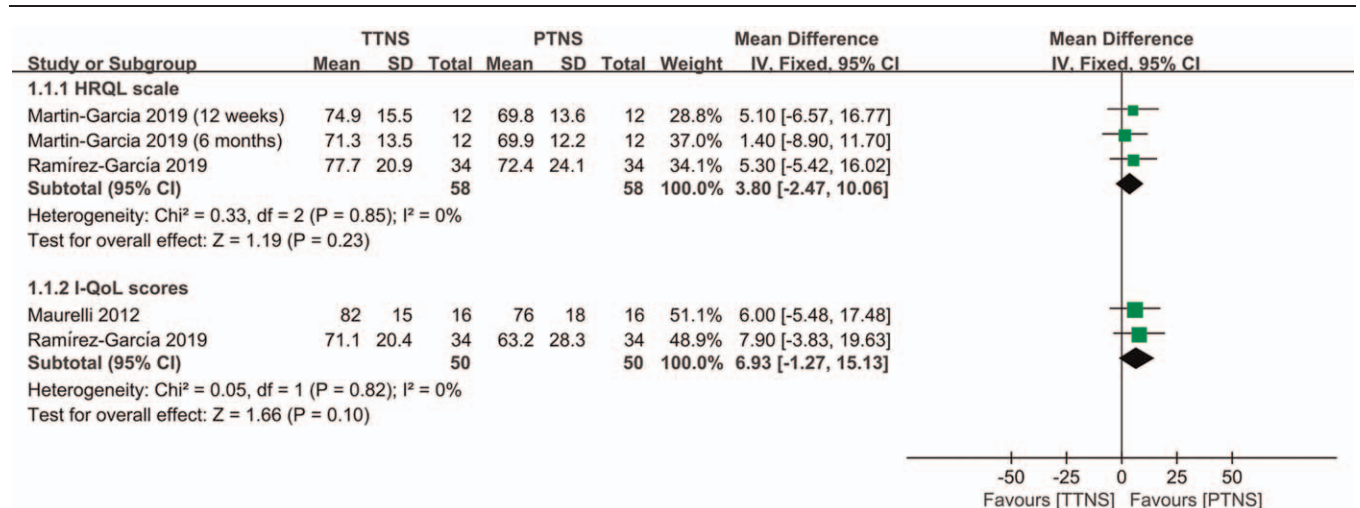 TTNS PTNS Mean Difference Mean Difference
Study or Subgroup Mean SD Total Mean SD Total Weight IV, Fixed, 95% CI IV, Fixed, 95% CI
1.1.1 HRQL scale
Martin-Garcia 2019 (12 weeks) 74.9 15.5 12 69.8 13.6 12 28.8% 5.10 [-6.57, 16.77]
Martin-Garcia 2019 (6 months) 71.3 13.5 12 69.9 12.2 12 37.0% 1.40 [-8.90, 11.70]
Ramírez-García 2019 77.7 20.9 34 72.4 24.1 34 34.1% 5.30 [-5.42, 16.02]
Subtotal (95% CI) 58 58 100.0% 3.80 [-2.47, 10.06]
Heterogeneity: Chi² = 0.33, df = 2 (P = 0.85); I² = 0%
Test for overall effect: Z = 1.19 (P = 0.23)
1.1.2 I-QoL scores
Maurelli 2012 82 15 16 76 18 16 51.1% 6.00 [-5.48, 17.48]
Ramírez-García 2019 71.1 20.4 34 63.2 28.3 34 48.9% 7.90 [-3.83, 19.63]
Subtotal (95% CI) 50 50 100.0% 6.93 [-1.27, 15.13]
Heterogeneity: Chi² = 0.05, df = 1 (P = 0.82); I² = 0%
Test for overall effect: Z = 1.66 (P = 0.10)
-50 -25 0 25 50
Favours [TTNS] Favours [PTNS]